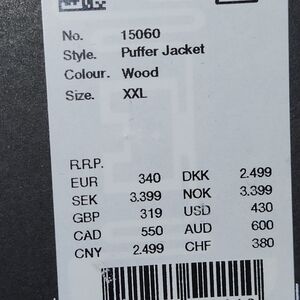 No. 15060
Style. Puffer Jacket
Colour. Wood
Size. XXL
R.R.P.
EUR 340 DKK 2.499
SEK 3.399 NOK 3.399
GBP 319 USD 430
CAD 550 AUD 600
CNY 2.499 CHF 380